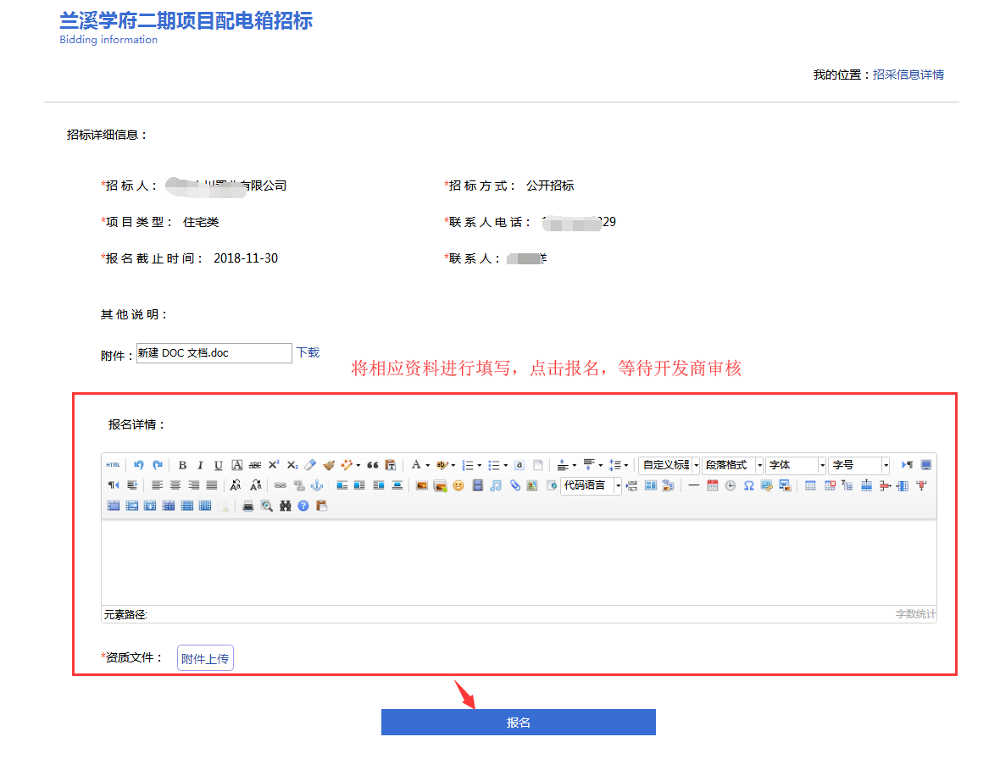 兰溪学府二期项目配电箱招标
Bidding information
我的位置：招采信息详情
招标详细信息：
*招 标 人： 有限公司
*招 标 方 式： 公开招标
*项 目 类 型： 住宅类
*联 系 人 电 话： 29
*报 名 截 止 时 间： 2018-11-30
*联 系 人：
其 他 说 明：
附件： 新建 DOC 文档.doc 下载
将相应资料进行填写，点击报名，等待开发商审核
报名详情：
HTML B I U A ABC X² X₂ A ab a 自定义标题 段落格式 字体 字号
代码语言
元素路径: 字数统计
*资质文件： 附件上传
报名